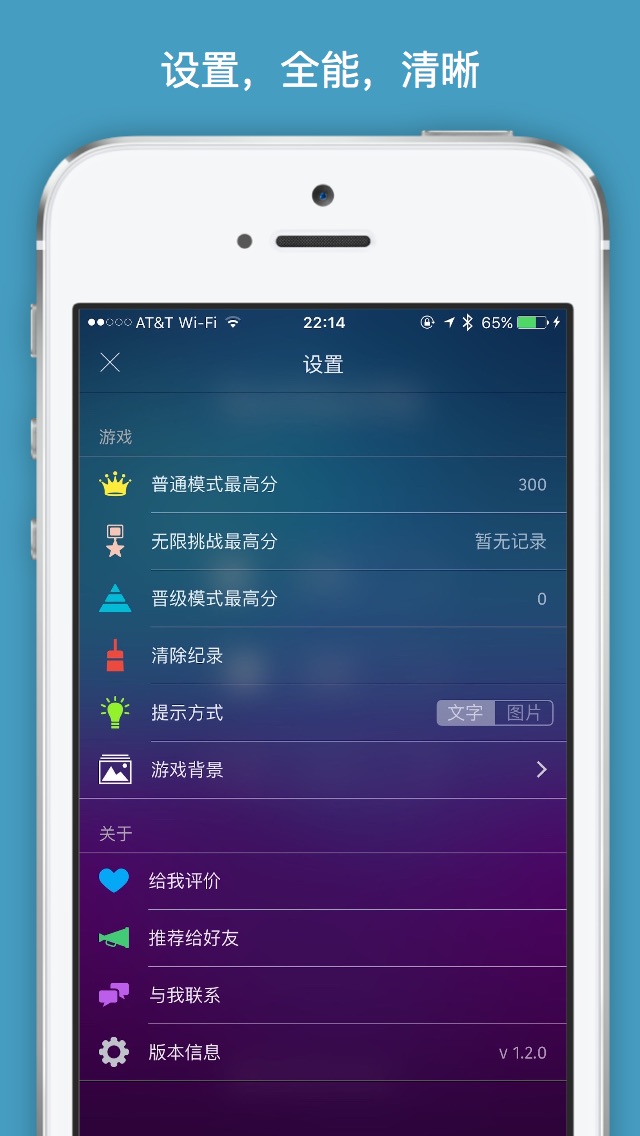 设置，全能，清晰
AT&T Wi-Fi 22:14 65%
设置
游戏
普通模式最高分 300
无限挑战最高分 暂无记录
晋级模式最高分 0
清除纪录
提示方式 文字 图片
游戏背景
关于
给我评价
推荐给好友
与我联系
版本信息 v 1.2.0